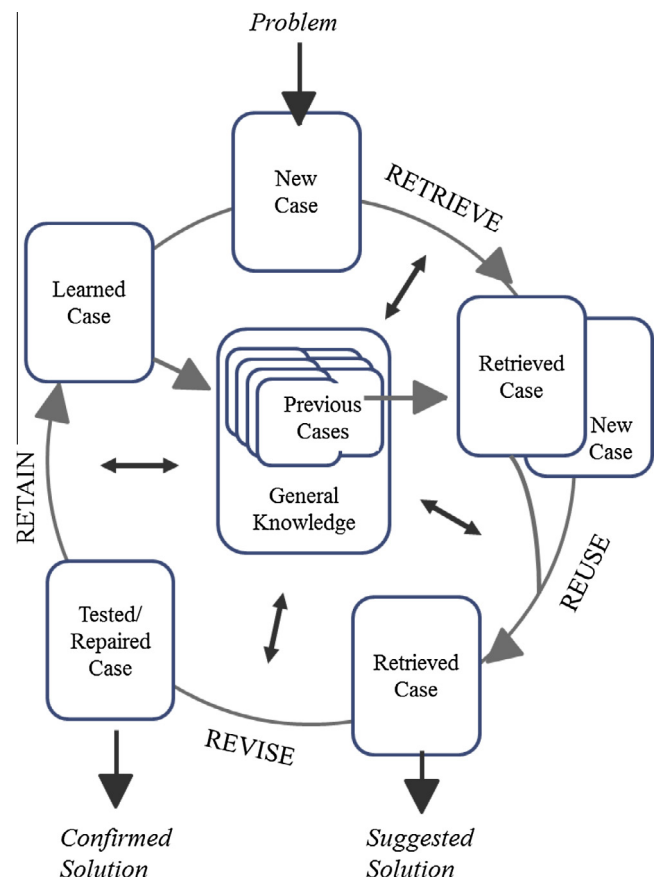 Problem
New
Case
RETRIEVE
Learned
Case
Retrieved
Case
New
Case
Previous
Cases
General
Knowledge
RETAIN
REUSE
Tested/
Repaired
Case
Retrieved
Case
REVISE
Confirmed
Solution
Suggested
Solution